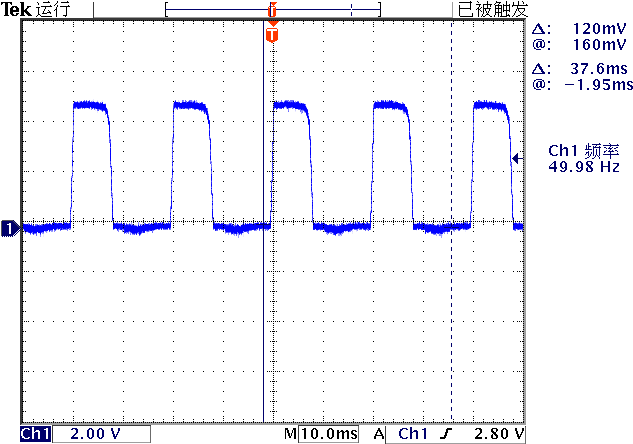 Tek 运行 T 已被触发
T
Δ: 120mV
@: 160mV
Δ: 37.6ms
@: −1.95ms
Ch1 频率
49.98 Hz
1
Ch1 2.00 V M 10.0ms A Ch1 ƒ 2.80 V